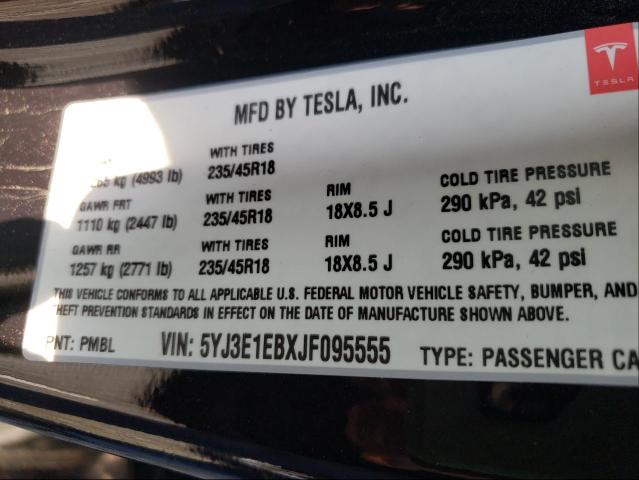 TESLA
MFD BY TESLA, INC.
kg (4993 lb) WITH TIRES 235/45R18
GAWR FRT WITH TIRES RIM COLD TIRE PRESSURE
1110 kg (2447 lb) 235/45R18 18X8.5 J 290 kPa, 42 psi
GAWR RR WITH TIRES RIM COLD TIRE PRESSURE
1257 kg (2771 lb) 235/45R18 18X8.5 J 290 kPa, 42 psi
THIS VEHICLE CONFORMS TO ALL APPLICABLE U.S. FEDERAL MOTOR VEHICLE SAFETY, BUMPER, AND
THEFT PREVENTION STANDARDS IN EFFECT ON THE DATE OF MANUFACTURE SHOWN ABOVE.
PNT: PMBL VIN: 5YJ3E1EBXJF095555 TYPE: PASSENGER CA